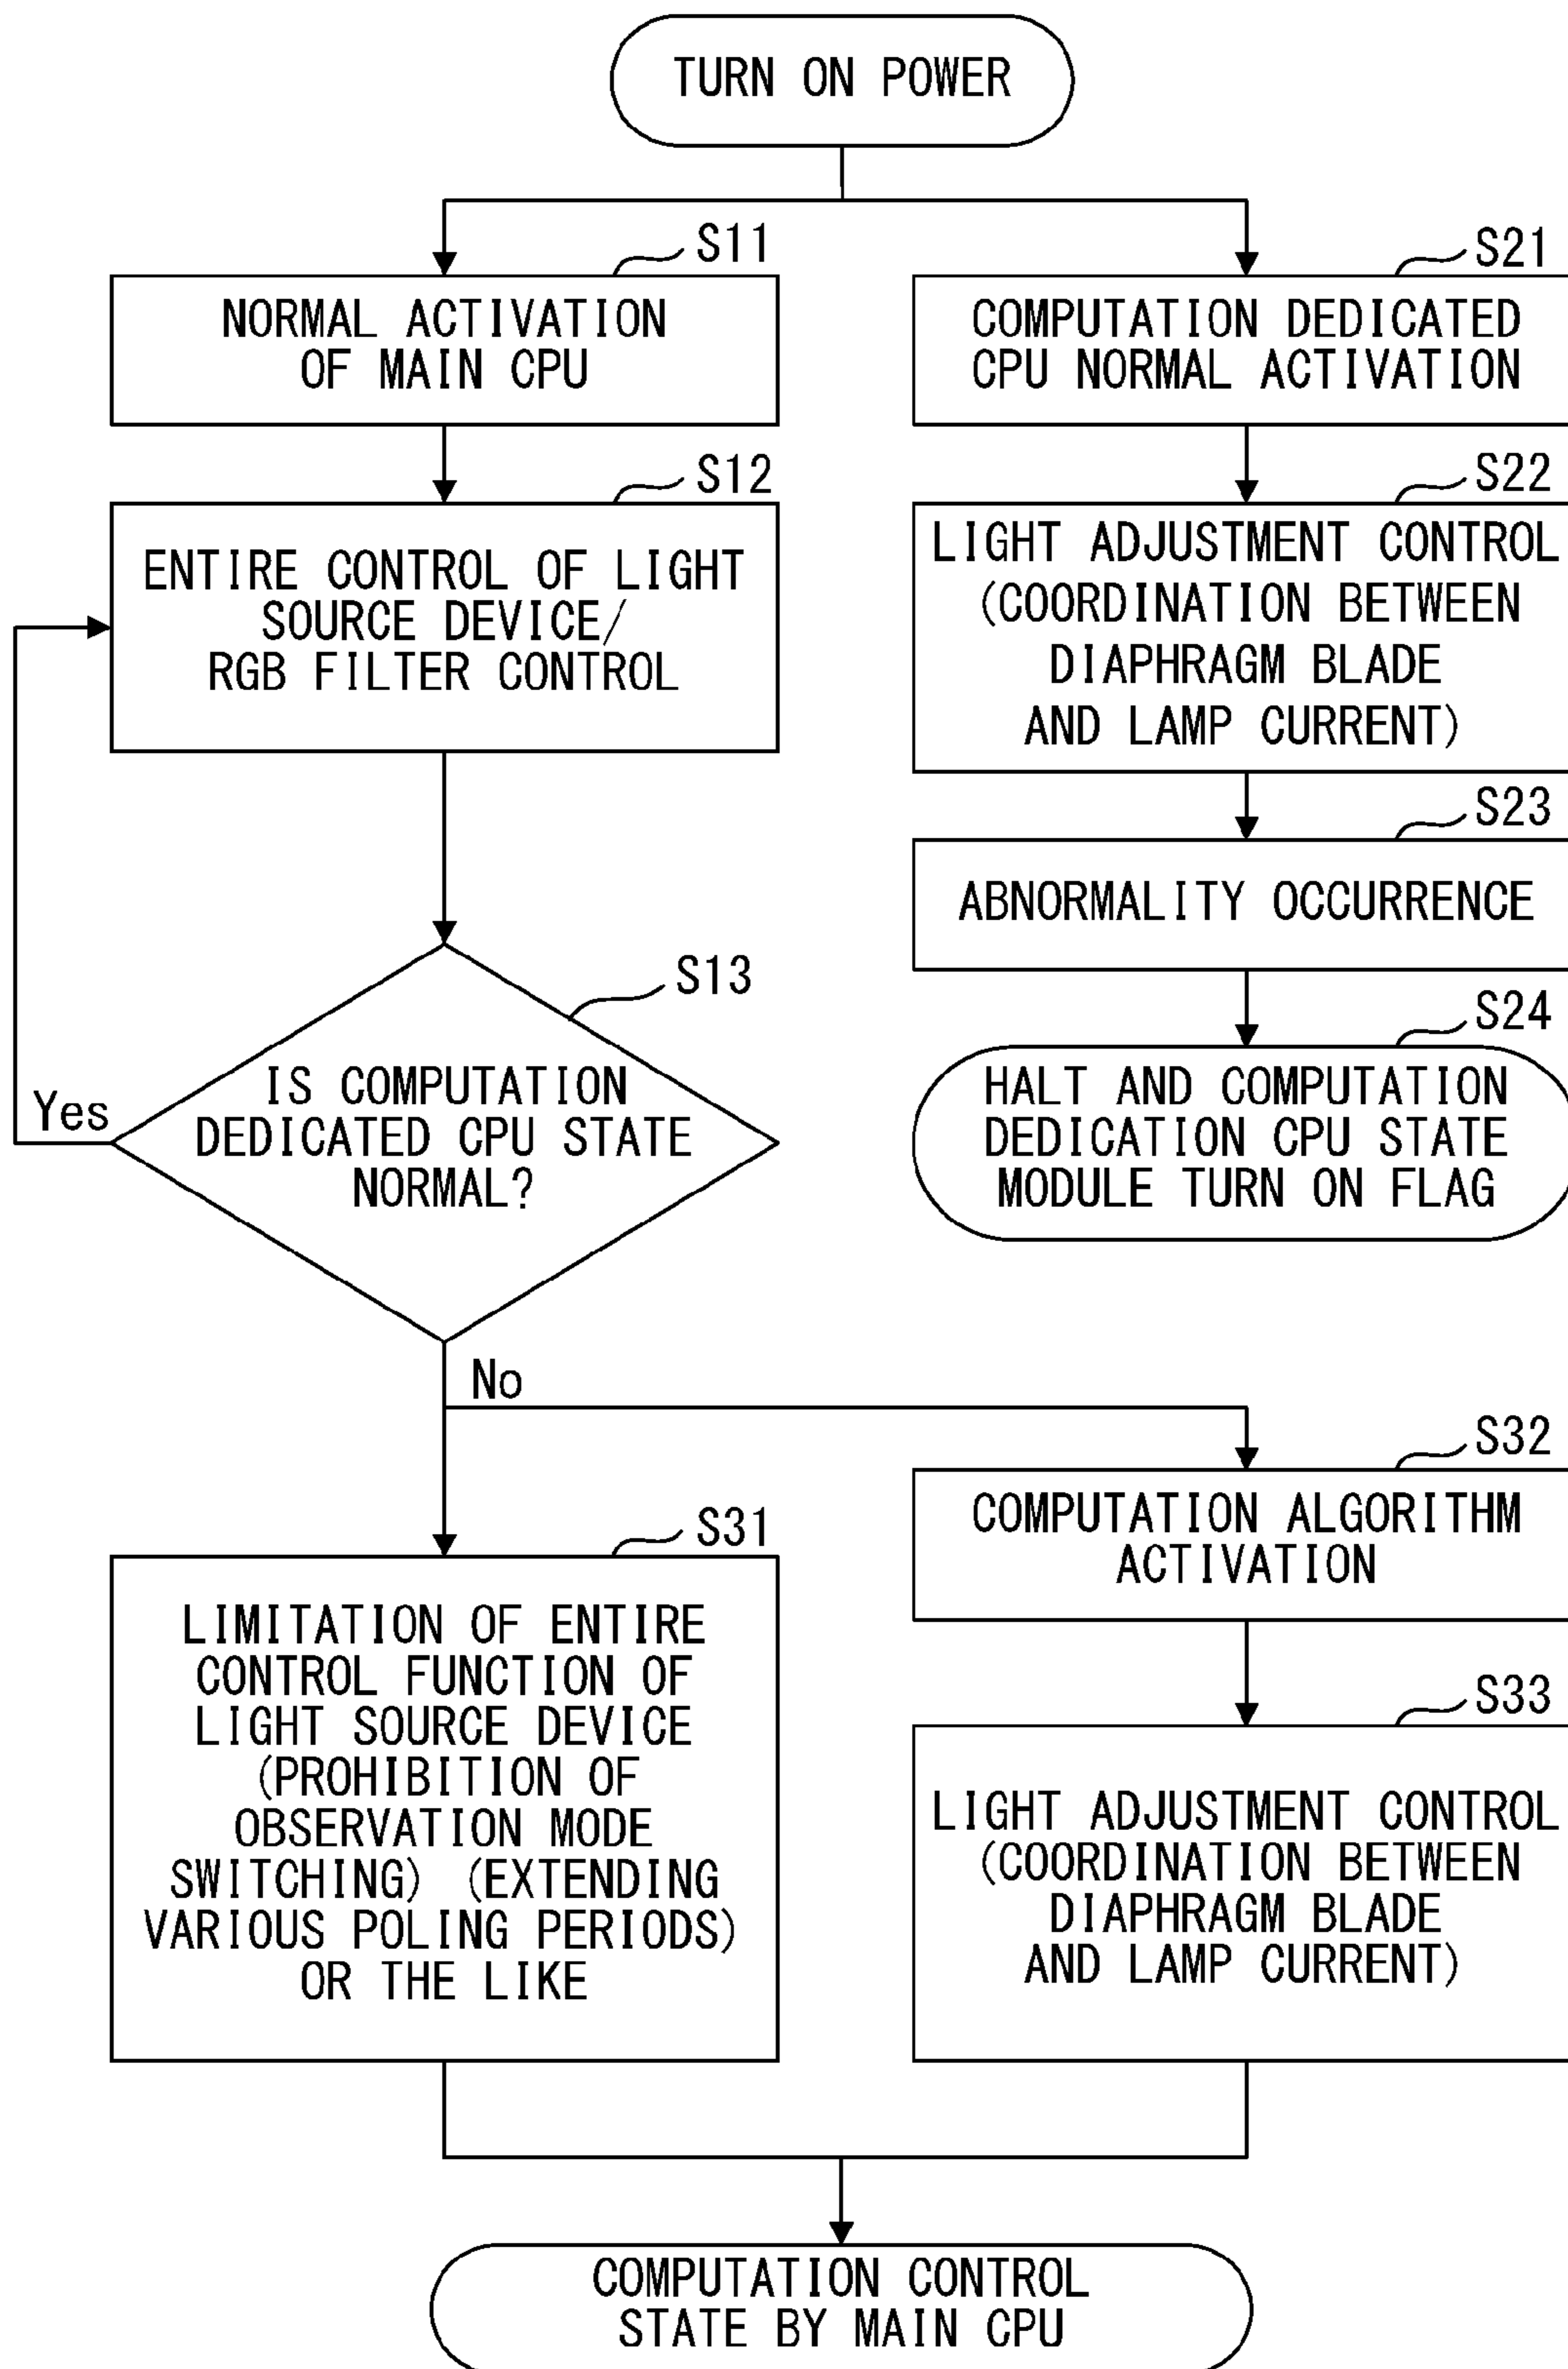 TURN ON POWER
S11
NORMAL ACTIVATION
OF MAIN CPU
S12
ENTIRE CONTROL OF LIGHT
SOURCE DEVICE/
RGB FILTER CONTROL
S13
IS COMPUTATION
DEDICATED CPU STATE
NORMAL?
Yes
No
S21
COMPUTATION DEDICATED
CPU NORMAL ACTIVATION
S22
LIGHT ADJUSTMENT CONTROL
(COORDINATION BETWEEN
DIAPHRAGM BLADE
AND LAMP CURRENT)
S23
ABNORMALITY OCCURRENCE
S24
HALT AND COMPUTATION
DEDICATION CPU STATE
MODULE TURN ON FLAG
S31
LIMITATION OF ENTIRE
CONTROL FUNCTION OF
LIGHT SOURCE DEVICE
(PROHIBITION OF
OBSERVATION MODE
SWITCHING) (EXTENDING
VARIOUS POLING PERIODS)
OR THE LIKE
S32
COMPUTATION ALGORITHM
ACTIVATION
S33
LIGHT ADJUSTMENT CONTROL
(COORDINATION BETWEEN
DIAPHRAGM BLADE
AND LAMP CURRENT)
COMPUTATION CONTROL
STATE BY MAIN CPU